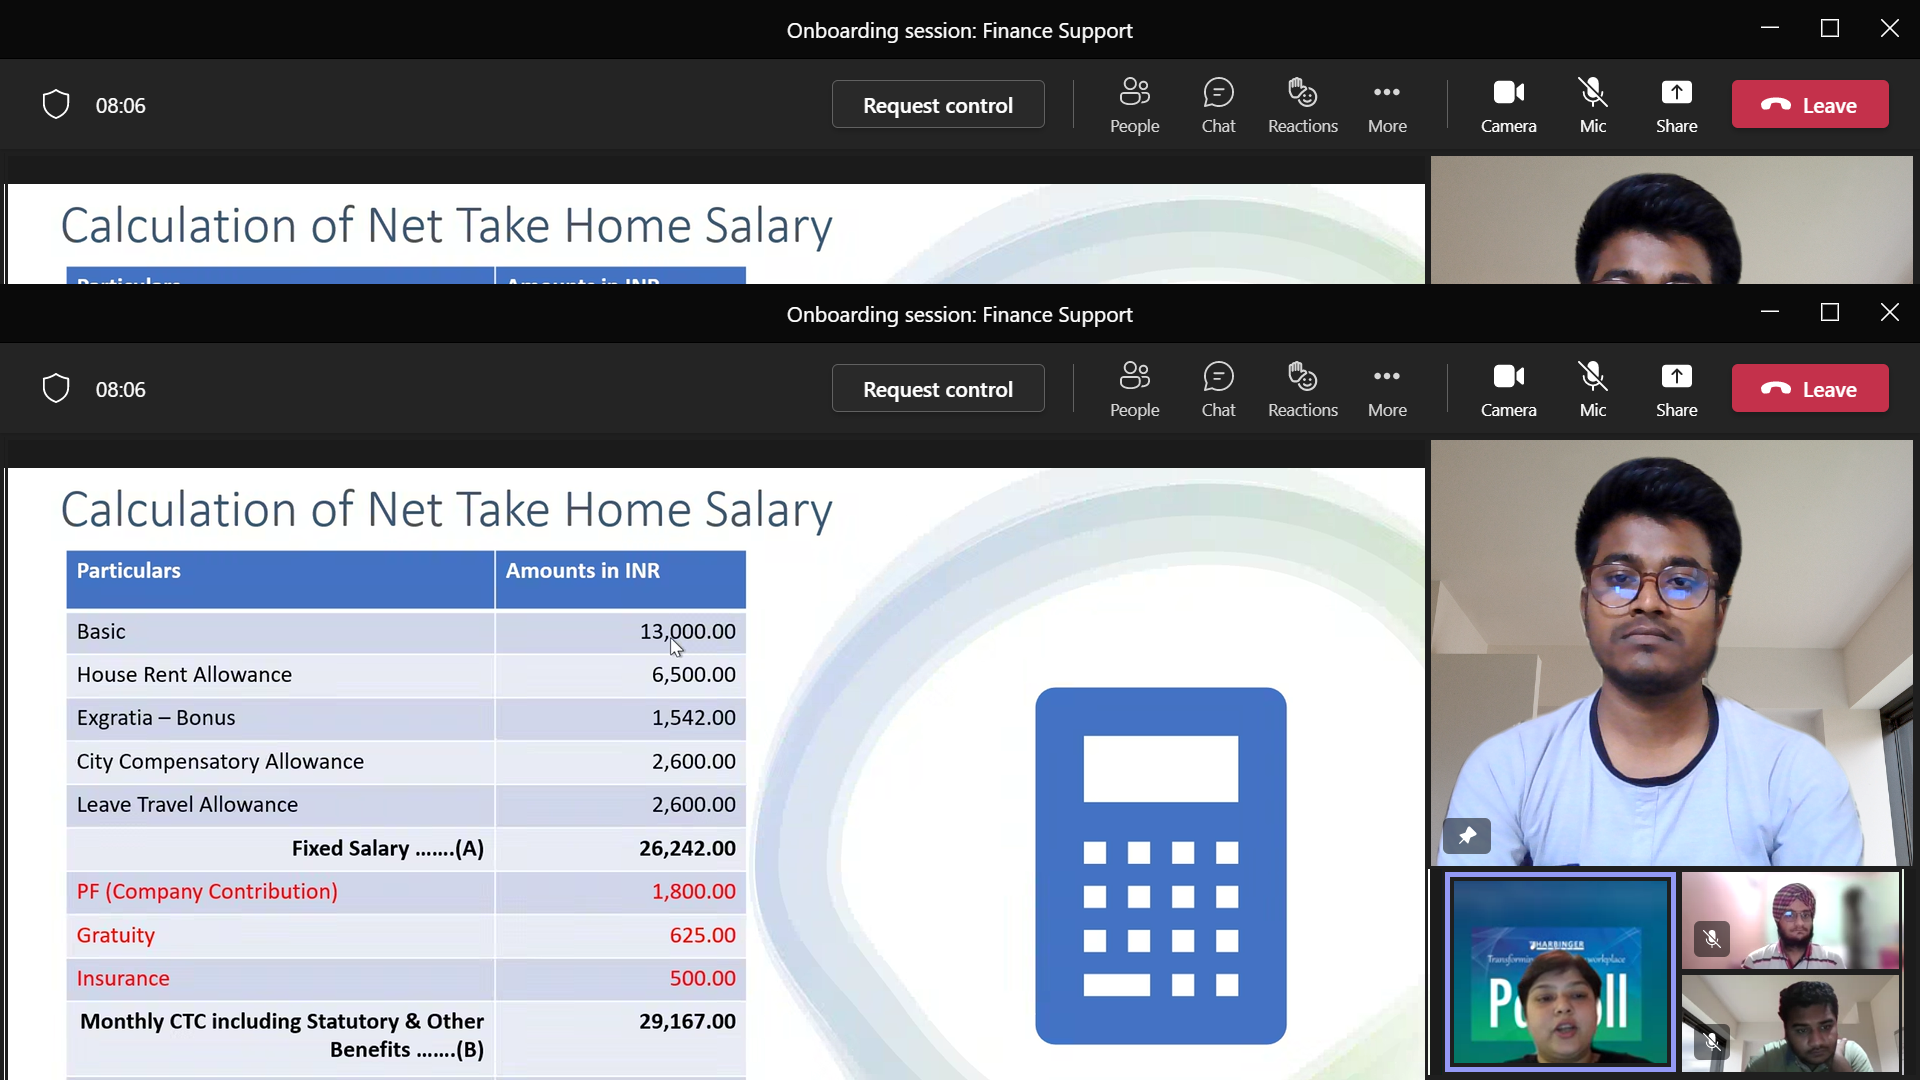 Onboarding session: Finance Support
08:06
Request control
People
Chat
Reactions
More
Camera
Mic
Share
Leave
Calculation of Net Take Home Salary
Particulars Amounts in INR
Onboarding session: Finance Support
08:06
Request control
People
Chat
Reactions
More
Camera
Mic
Share
Leave
Calculation of Net Take Home Salary
Particulars Amounts in INR
Basic 13,000.00
House Rent Allowance 6,500.00
Exgratia – Bonus 1,542.00
City Compensatory Allowance 2,600.00
Leave Travel Allowance 2,600.00
Fixed Salary .......(A) 26,242.00
PF (Company Contribution) 1,800.00
Gratuity 625.00
Insurance 500.00
Monthly CTC including Statutory & Other 29,167.00
Benefits .......(B)
HARBINGER